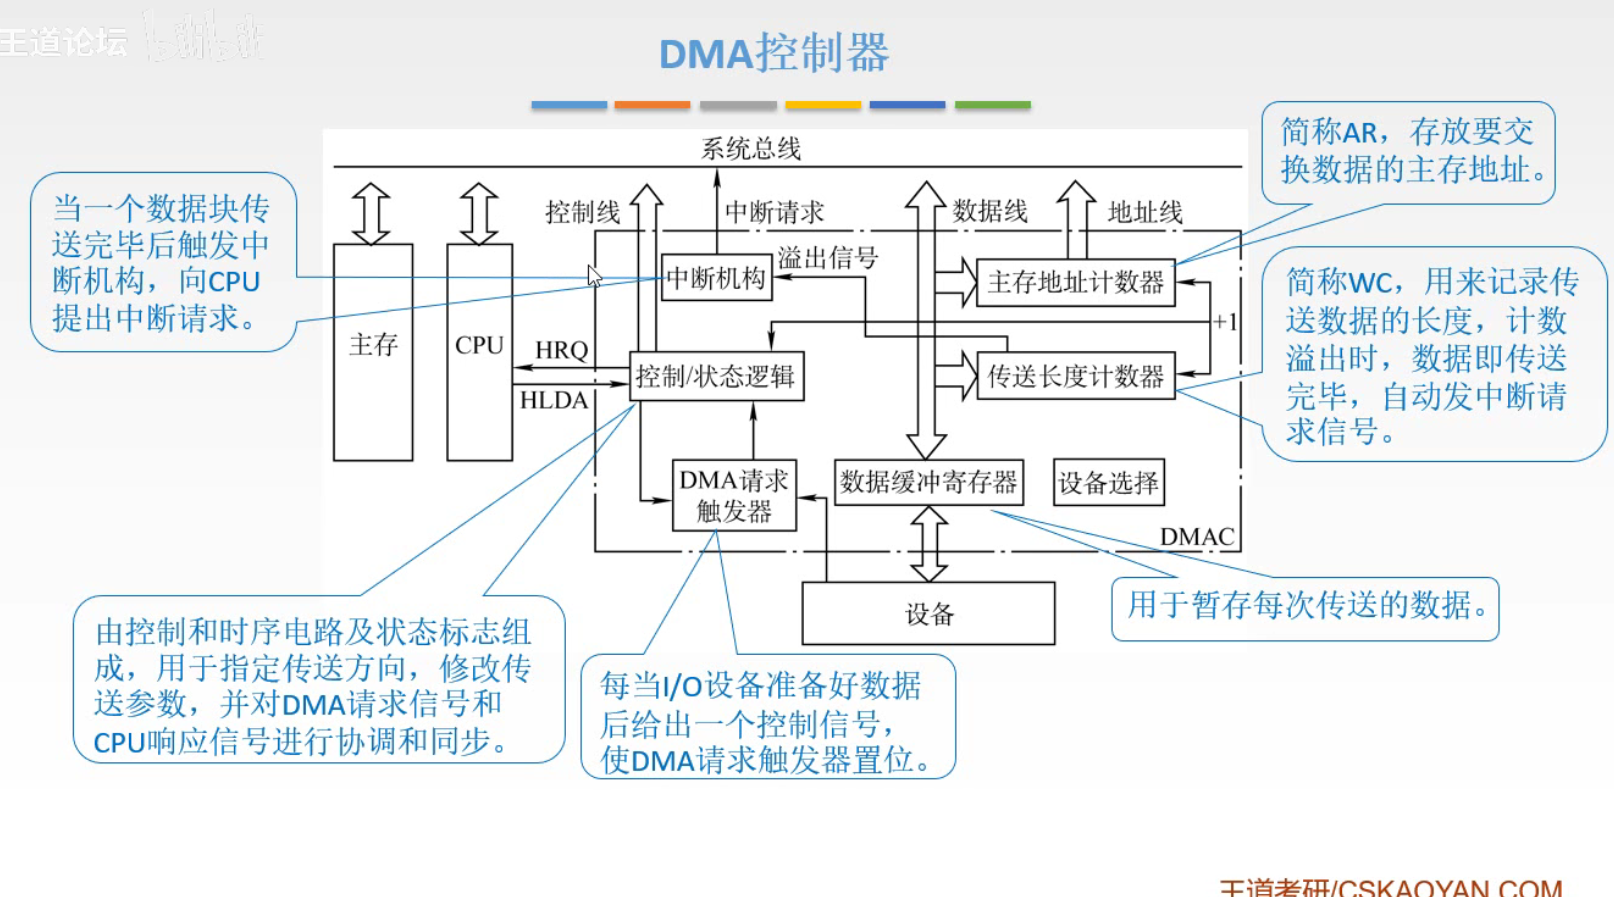 王道论坛 bilibili
DMA控制器
系统总线
简称AR，存放要交
换数据的主存地址。
当一个数据块传
送完毕后触发中
断机构，向CPU
提出中断请求。
控制线
中断请求
数据线
地址线
溢出信号
中断机构
主存地址计数器
简称WC，用来记录传
送数据的长度，计数
溢出时，数据即传送
完毕，自动发中断请
求信号。
+1
主存
CPU
HRQ
HLDA
控制/状态逻辑
传送长度计数器
DMA请求
触发器
数据缓冲寄存器
设备选择
DMAC
设备
用于暂存每次传送的数据。
由控制和时序电路及状态标志组
成，用于指定传送方向，修改传
送参数，并对DMA请求信号和
CPU响应信号进行协调和同步。
每当I/O设备准备好数据
后给出一个控制信号，
使DMA请求触发器置位。
王道考研/CSKAOYAN.COM